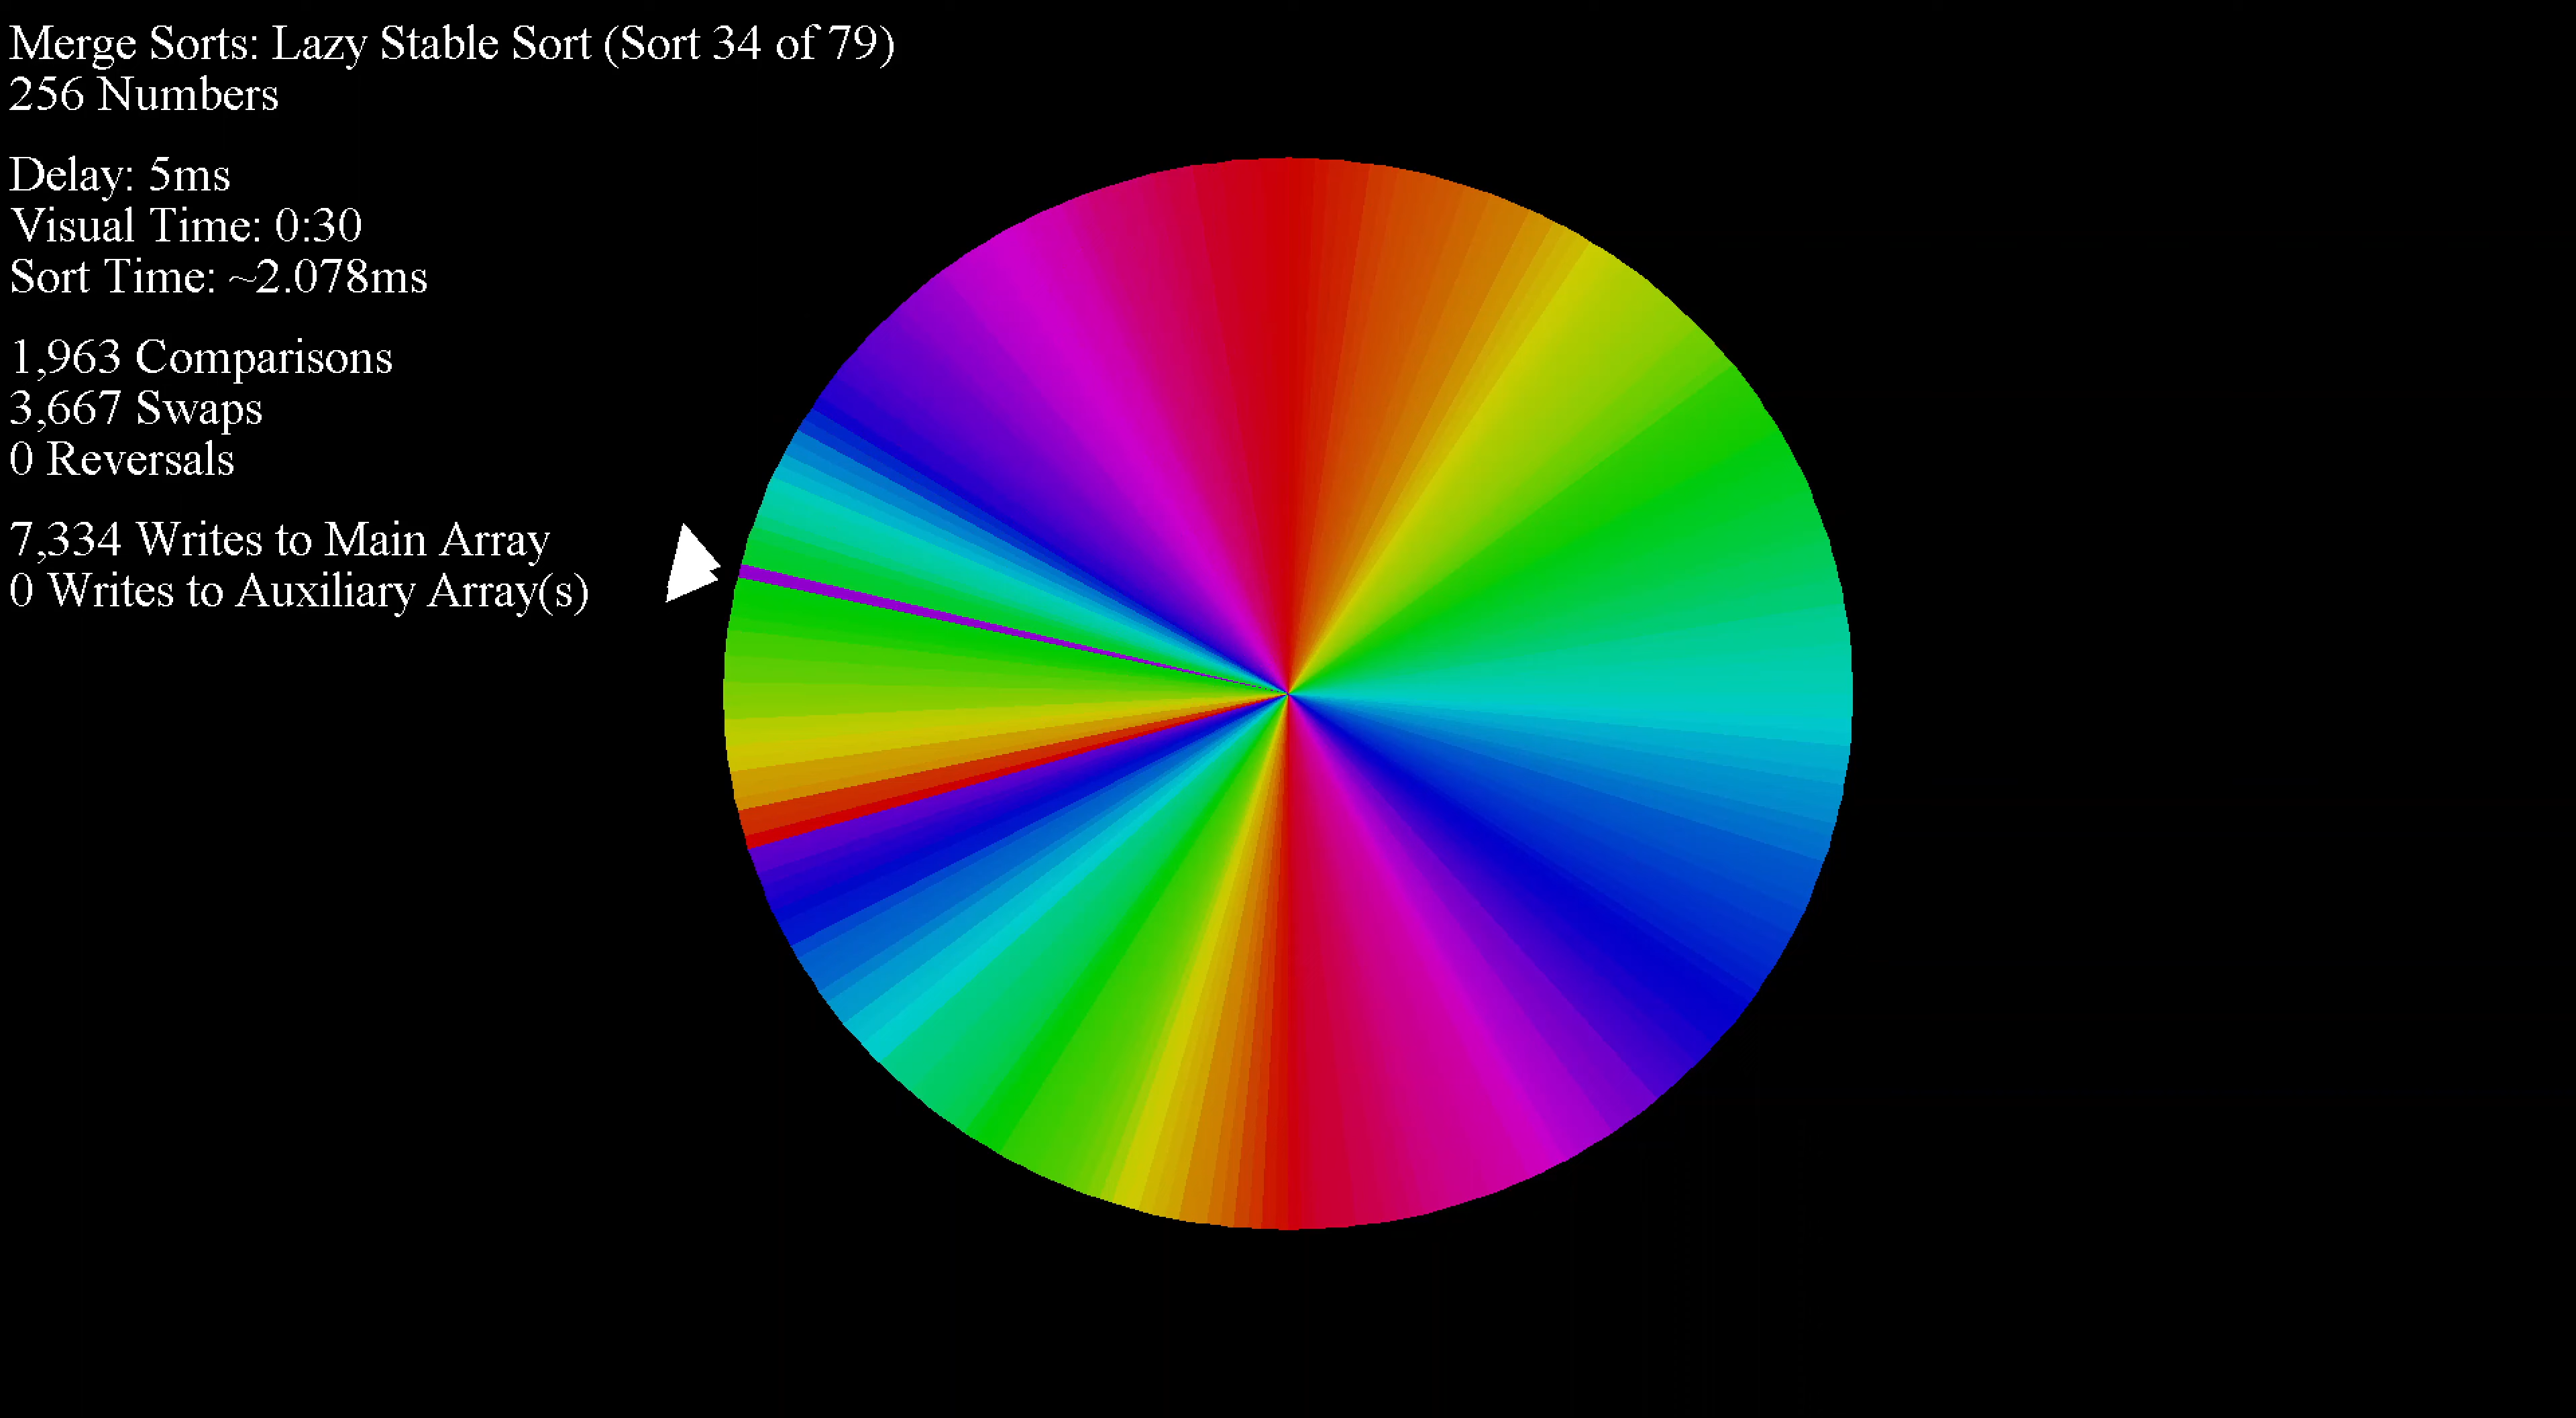 Merge Sorts: Lazy Stable Sort (Sort 34 of 79)
256 Numbers
Delay: 5ms
Visual Time: 0:30
Sort Time: ~2.078ms
1,963 Comparisons
3,667 Swaps
0 Reversals
7,334 Writes to Main Array
0 Writes to Auxiliary Array(s)